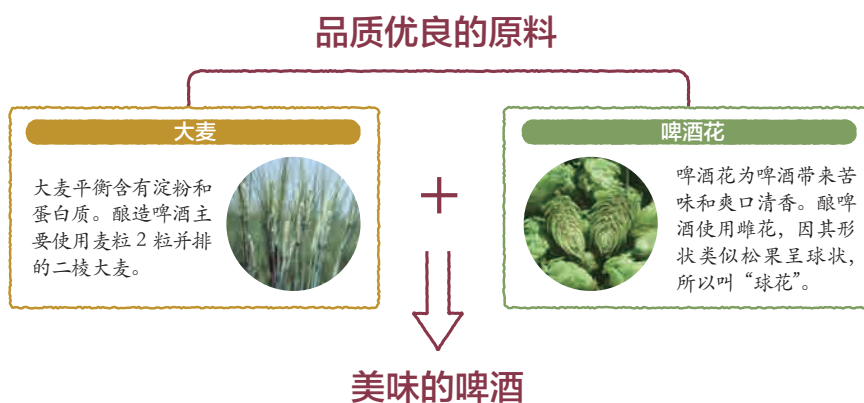 品质优良的原料
大麦
大麦平衡含有淀粉和
蛋白质。酿造啤酒主
要使用麦粒 2 粒并排
的二棱大麦。
+
啤酒花
啤酒花为啤酒带来苦
味和爽口清香。酿啤
酒使用雌花，因其形
状类似松果呈球状，
所以叫“球花”。
美味的啤酒